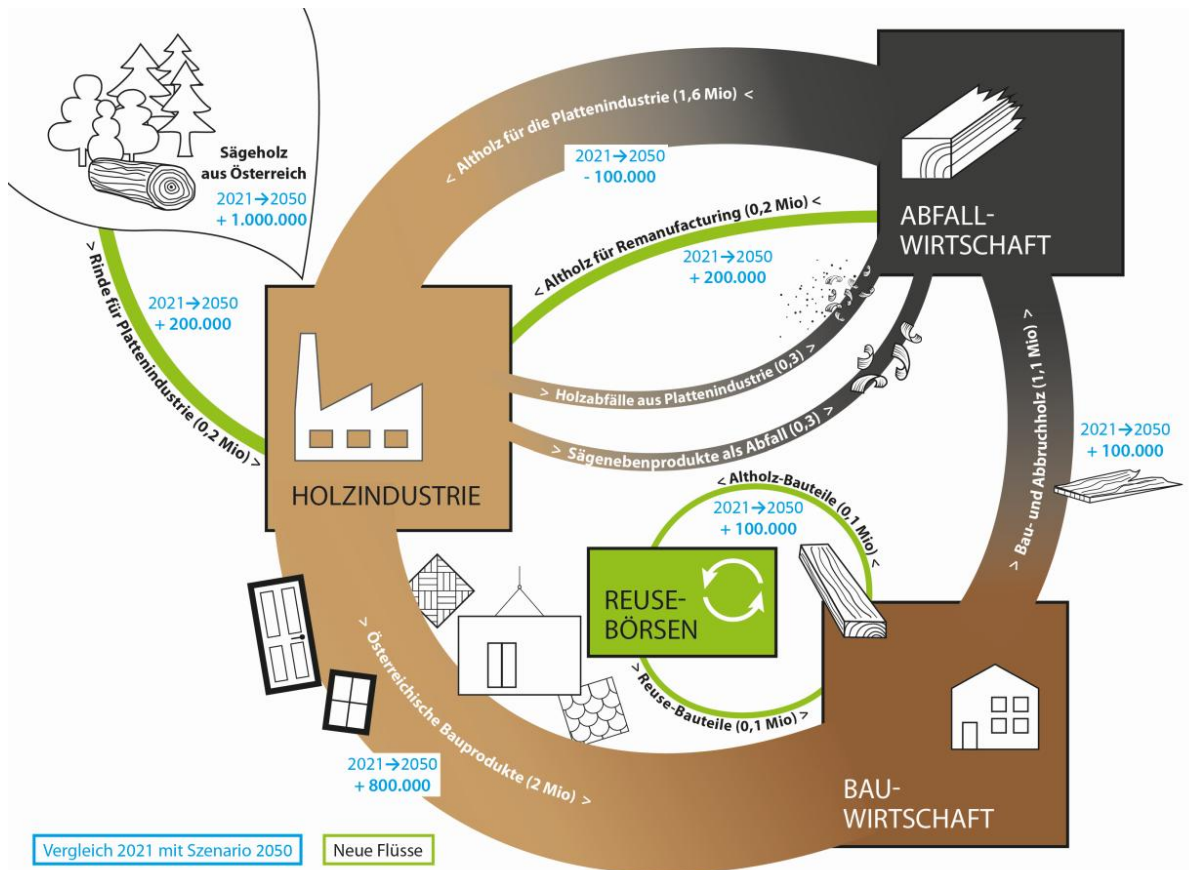 Sägeholz
aus Österreich
2021→2050
+ 1.000.000
> Rinde für Plattenindustrie (0,2 Mio) >
2021→2050
+ 200.000
< Altholz für die Plattenindustrie (1,6 Mio) <
2021→2050
- 100.000
< Altholz für Remanufacturing (0,2 Mio) <
2021→2050
+ 200.000
ABFALL-
WIRTSCHAFT
> Holzabfälle aus Plattenindustrie (0,3) >
> Sägenebenprodukte als Abfall (0,3) >
HOLZINDUSTRIE
> Bau- und Abbruchholz (1,1 Mio) >
2021→2050
+ 100.000
< Altholz-Bauteile (0,1 Mio) <
2021→2050
+ 100.000
REUSE-
BÖRSEN
> Reuse-Bauteile (0,1 Mio) >
> Österreichische Bauprodukte (2 Mio) >
2021→2050
+ 800.000
BAU-
WIRTSCHAFT
Vergleich 2021 mit Szenario 2050
Neue Flüsse